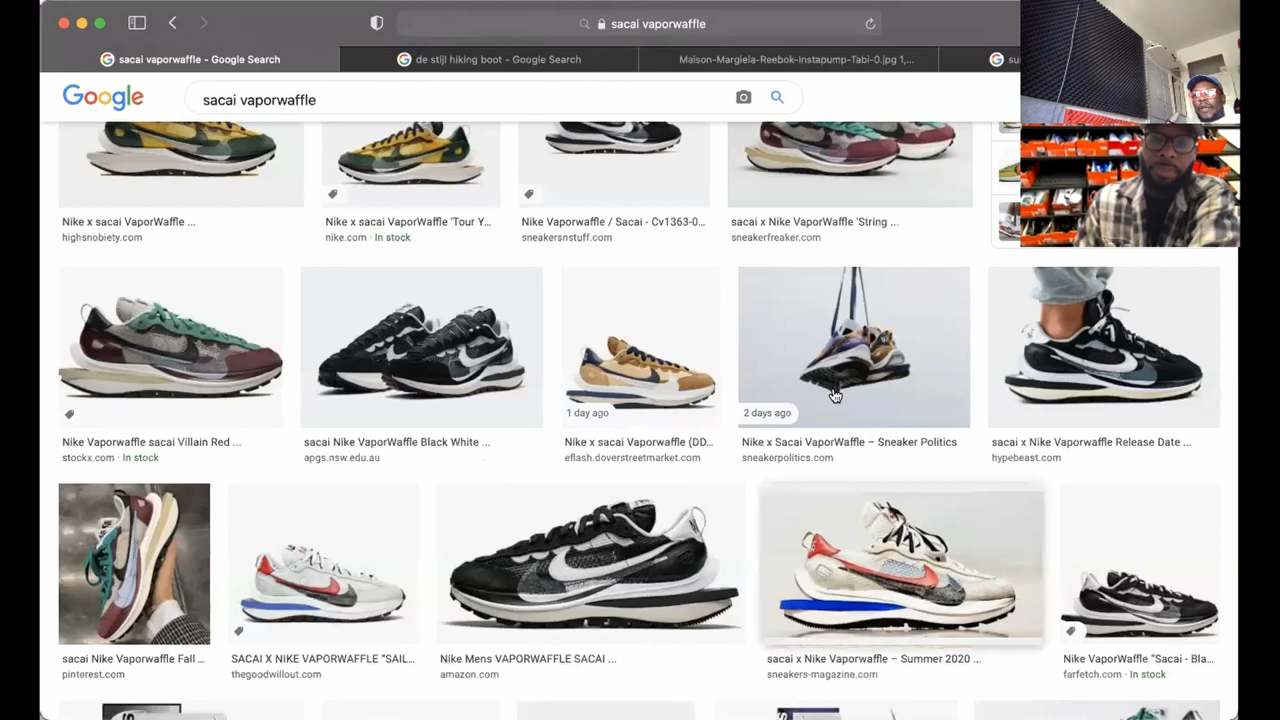 sacai vaporwaffle
sacai vaporwaffle - Google Search
de stijl hiking boot - Google Search
Maison-Margiela-Reebok-Instapump-Tabi-0.jpg 1,...
Google
sacai vaporwaffle
Nike x sacai VaporWaffle ...
highsnobiety.com
Nike x sacai VaporWaffle 'Tour Y...
nike.com · In stock
Nike Vaporwaffle / Sacai - Cv1363-0...
sneakersnstuff.com
sacai x Nike VaporWaffle 'String ...
sneakerfreaker.com
1 day ago
2 days ago
Nike Vaporwaffle sacai Villain Red ...
stockx.com · In stock
sacai Nike VaporWaffle Black White ...
apgs.nsw.edu.au
Nike x sacai Vaporwaffle (DD...
eflash.doverstreetmarket.com
Nike x Sacai VaporWaffle – Sneaker Politics
sneakerpolitics.com
sacai x Nike Vaporwaffle Release Date ...
hypebeast.com
sacai Nike Vaporwaffle Fall ...
pinterest.com
SACAI X NIKE VAPORWAFFLE "SAIL...
thegoodwillout.com
Nike Mens VAPORWAFFLE SACAI ...
amazon.com
sacai x Nike Vaporwaffle – Summer 2020 ...
sneakers-magazine.com
Nike VaporWaffle "Sacai - Bla...
farfetch.com · In stock